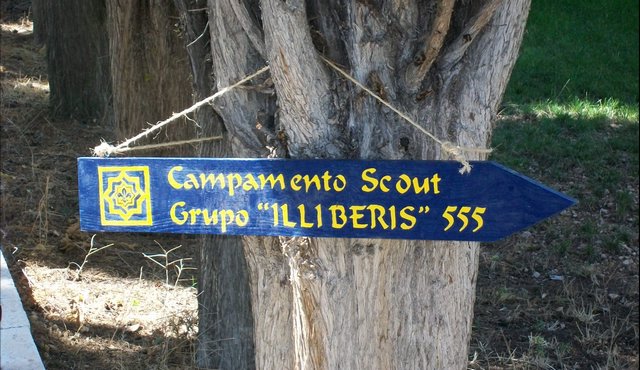 Campamento Scout
Grupo "ILLIBERIS" 555